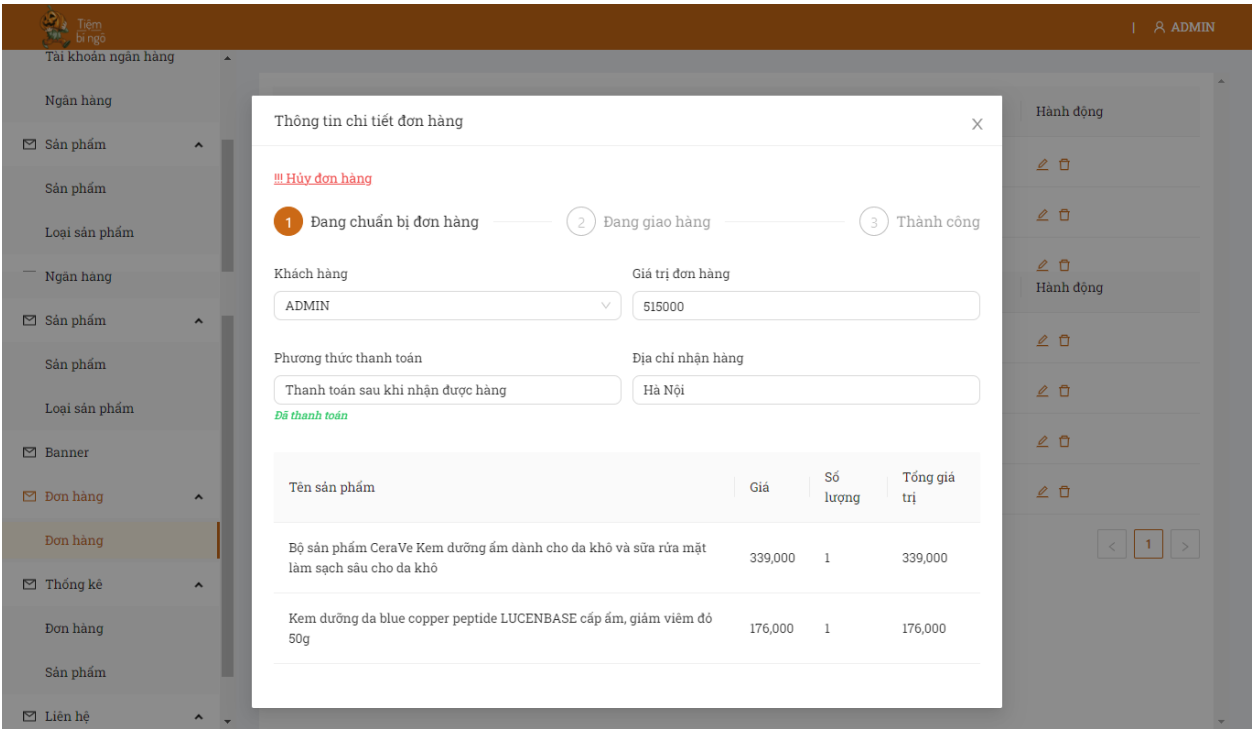 Tiệm
bí ngô
| ADMIN
Tài khoản ngân hàng
Ngân hàng
Sản phẩm
Sản phẩm
Loại sản phẩm
Ngân hàng
Sản phẩm
Sản phẩm
Loại sản phẩm
Banner
Đơn hàng
Đơn hàng
Thống kê
Đơn hàng
Sản phẩm
Liên hệ
Hành động
Hành động
< 1 >
Thông tin chi tiết đơn hàng
!!! Hủy đơn hàng
1 Đang chuẩn bị đơn hàng
2 Đang giao hàng
3 Thành công
Khách hàng
Giá trị đơn hàng
ADMIN
515000
Phương thức thanh toán
Địa chỉ nhận hàng
Thanh toán sau khi nhận được hàng
Hà Nội
Đã thanh toán
Tên sản phẩm
Giá
Số
lượng
Tổng giá
trị
Bộ sản phẩm CeraVe Kem dưỡng ẩm dành cho da khô và sữa rửa mặt
làm sạch sâu cho da khô
339,000
1
339,000
Kem dưỡng da blue copper peptide LUCENBASE cấp ẩm, giảm viêm đỏ
50g
176,000
1
176,000